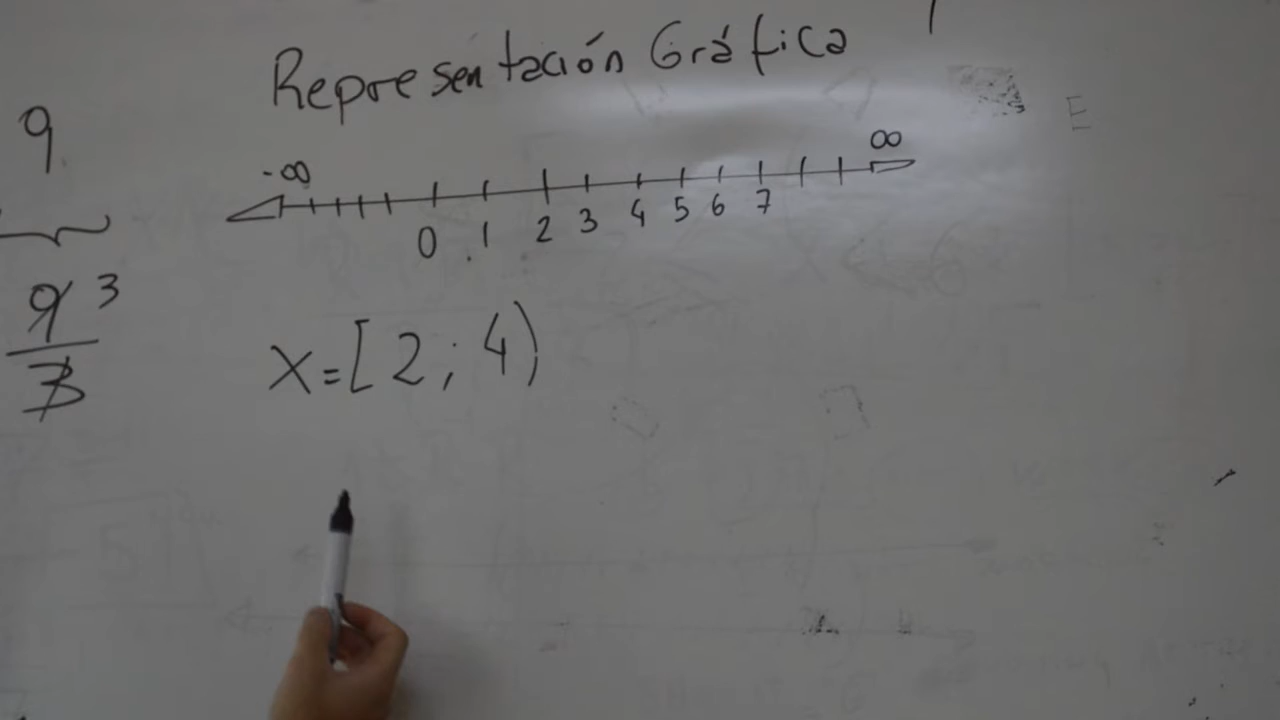 Representación Gráfica
9
-∞ ∞
0 1 2 3 4 5 6 7
9 3
3
x=[2;4)
E